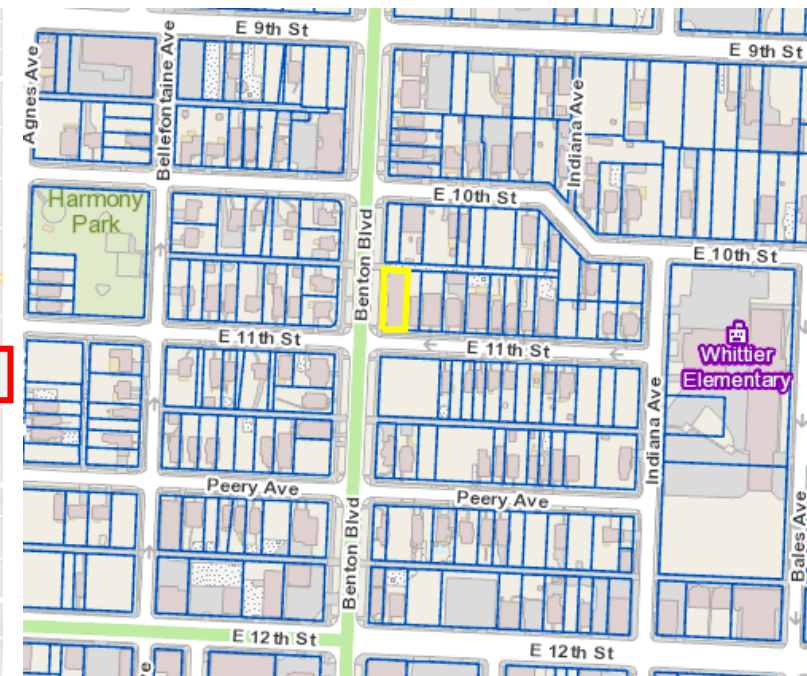 E 9th St
E 9th St
Agnes Ave
Bellefontaine Ave
Indiana Ave
Harmony
Park
E 10th St
E 10th St
Benton Blvd
E 11th St
E 11th St
Whittier
Elementary
Indiana Ave
Peery Ave
Peery Ave
Benton Blvd
Bales Ave
E 12th St
E 12th St
ve